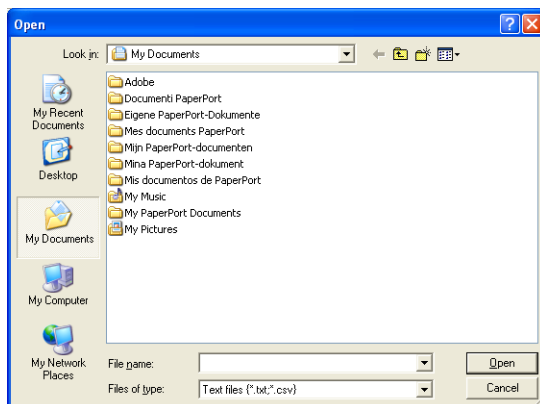 Open
Look in: My Documents
My Recent
Documents
Desktop
My Documents
My Computer
My Network
Places
Adobe
Documenti PaperPort
Eigene PaperPort-Dokumente
Mes documents PaperPort
Mijn PaperPort-documenten
Mina PaperPort-dokument
Mis documentos de PaperPort
My Music
My PaperPort Documents
My Pictures
File name:
Open
Files of type: Text files {*.txt;*.csv}
Cancel